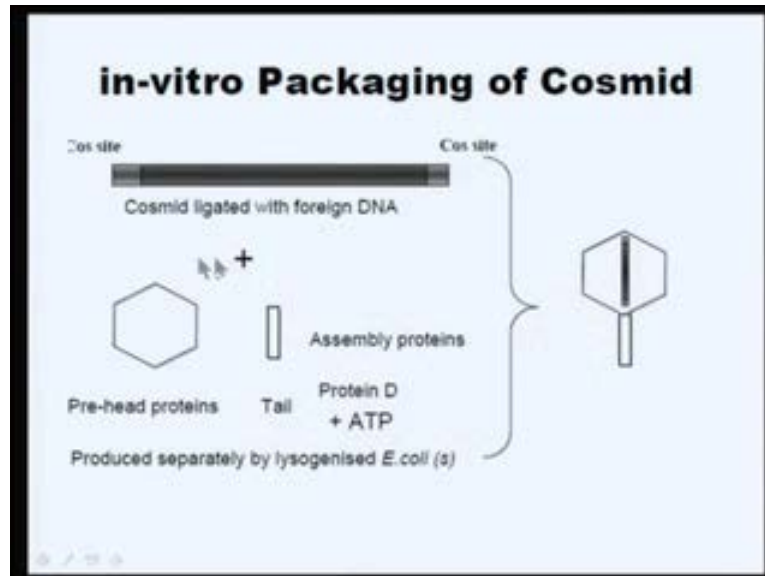 in-vitro Packaging of Cosmid
Cos site
Cos site
Cosmid ligated with foreign DNA
+
Assembly proteins
Pre-head proteins
Tail
Protein D
+ ATP
Produced separately by lysogenised E.coli (s)